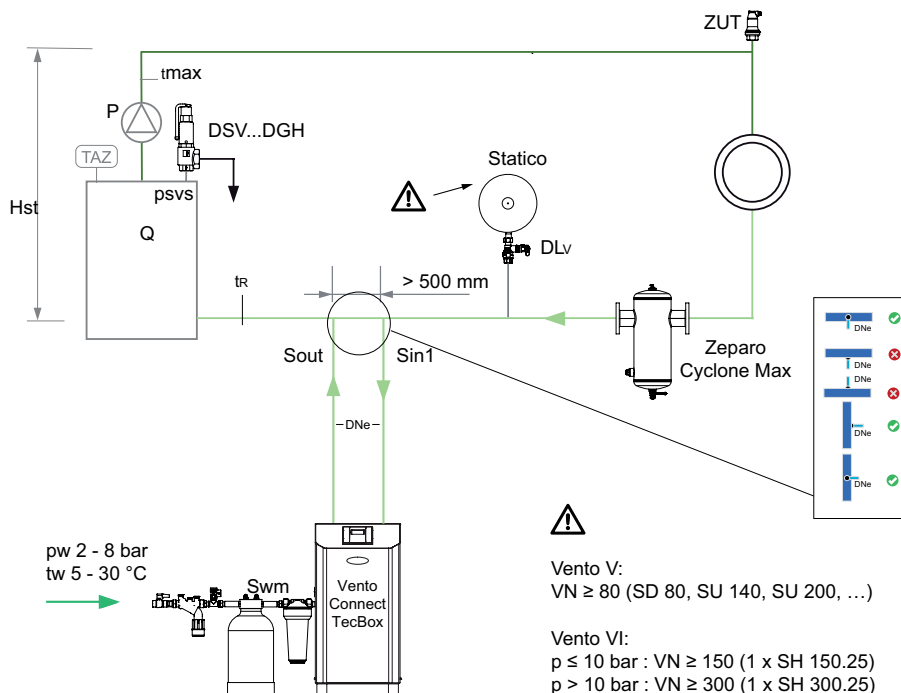 ZUT
tmax
P
DSV...DGH
TAZ
psvs
Statico
Hst
Q
DLv
tR
> 500 mm
DNe
DNe
DNe
DNe
DNe
Sout
Sin1
Zeparo
Cyclone Max
DNe
pw 2 - 8 bar
tw 5 - 30 °C
Swm
Vento
Connect
TecBox
Vento V:
VN ≥ 80 (SD 80, SU 140, SU 200, …)
Vento VI:
p ≤ 10 bar : VN ≥ 150 (1 x SH 150.25)
p > 10 bar : VN ≥ 300 (1 x SH 300.25)